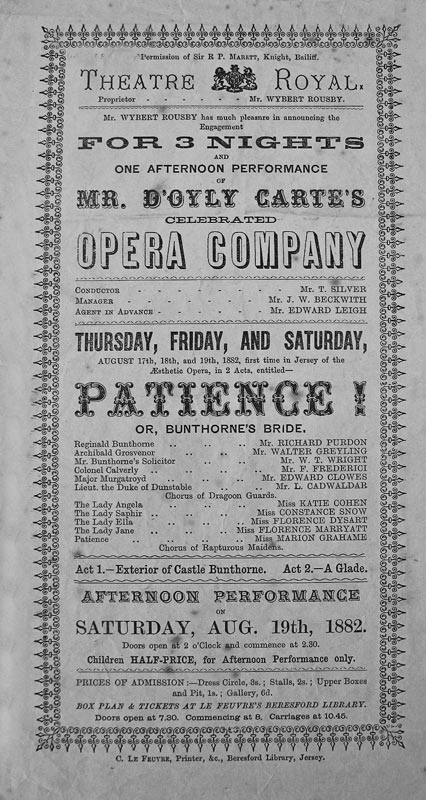 Permission of Sir R P. MARETT, Knight, Bailiff.
THEATRE ROYAL.
Proprietor - - - - - - Mr. WYBERT ROUSBY.
Mr. WYBERT ROUSBY has much pleasure in announcing the
Engagement
FOR 3 NIGHTS
AND
ONE AFTERNOON PERFORMANCE
OF
MR. D'OYLY CARTE'S
CELEBRATED
OPERA COMPANY
CONDUCTOR - - - - - - - Mr. T. SILVER
MANAGER - - - - - - - Mr. J. W. BECKWITH
AGENT IN ADVANCE - - - - - - Mr. EDWARD LEIGH
THURSDAY, FRIDAY, AND SATURDAY,
AUGUST 17th, 18th, and 19th, 1882, first time in Jersey of the
Æsthetic Opera, in 2 Acts, entitled—
PATIENCE!
OR, BUNTHORNE'S BRIDE.
Reginald Bunthorne .. .. .. Mr. RICHARD PURDON
Archibald Grosvenor .. .. .. Mr. WALTER GREYLING
Mr. Bunthorne's Solicitor .. .. Mr. W. T. WRIGHT
Colonel Calverly .. .. .. Mr. F. FREDERICI
Major Murgatroyd .. .. .. Mr. EDWARD CLOWES
Lieut. the Duke of Dunstable .. .. Mr. L. CADWALDAR
Chorus of Dragoon Guards.
The Lady Angela .. .. .. Miss KATIE COHEN
The Lady Saphir .. .. .. Miss CONSTANCE SNOW
The Lady Ella .. .. .. Miss FLORENCE DYSART
The Lady Jane .. .. .. Miss FLORENCE MARRYATT
Patience .. .. .. Miss MARION GRAHAME
Chorus of Rapturous Maidens.
Act 1.—Exterior of Castle Bunthorne. Act 2.—A Glade.
AFTERNOON PERFORMANCE
ON
SATURDAY, AUG. 19th, 1882.
Doors open at 2 o'Clock and commence at 2.30.
Children HALF-PRICE, for Afternoon Performance only.
PRICES OF ADMISSION:—Dress Circle, 3s.; Stalls, 2s.; Upper Boxes
and Pit, 1s.; Gallery, 6d.
BOX PLAN & TICKETS AT LE FEUVRE'S BERESFORD LIBRARY.
Doors open at 7.30. Commencing at 8. Carriages at 10.45.
C. LE FEUVRE, Printer, &c., Beresford Library, Jersey.